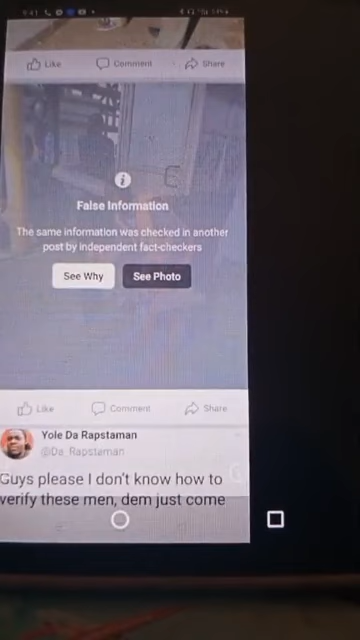 9:41
Like Comment Share
False Information
The same information was checked in another
post by independent fact-checkers
See Why See Photo
Like Comment Share
Yole Da Rapstaman
@Da_Rapstaman
Guys please I don't know how to
verify these men, dem just come